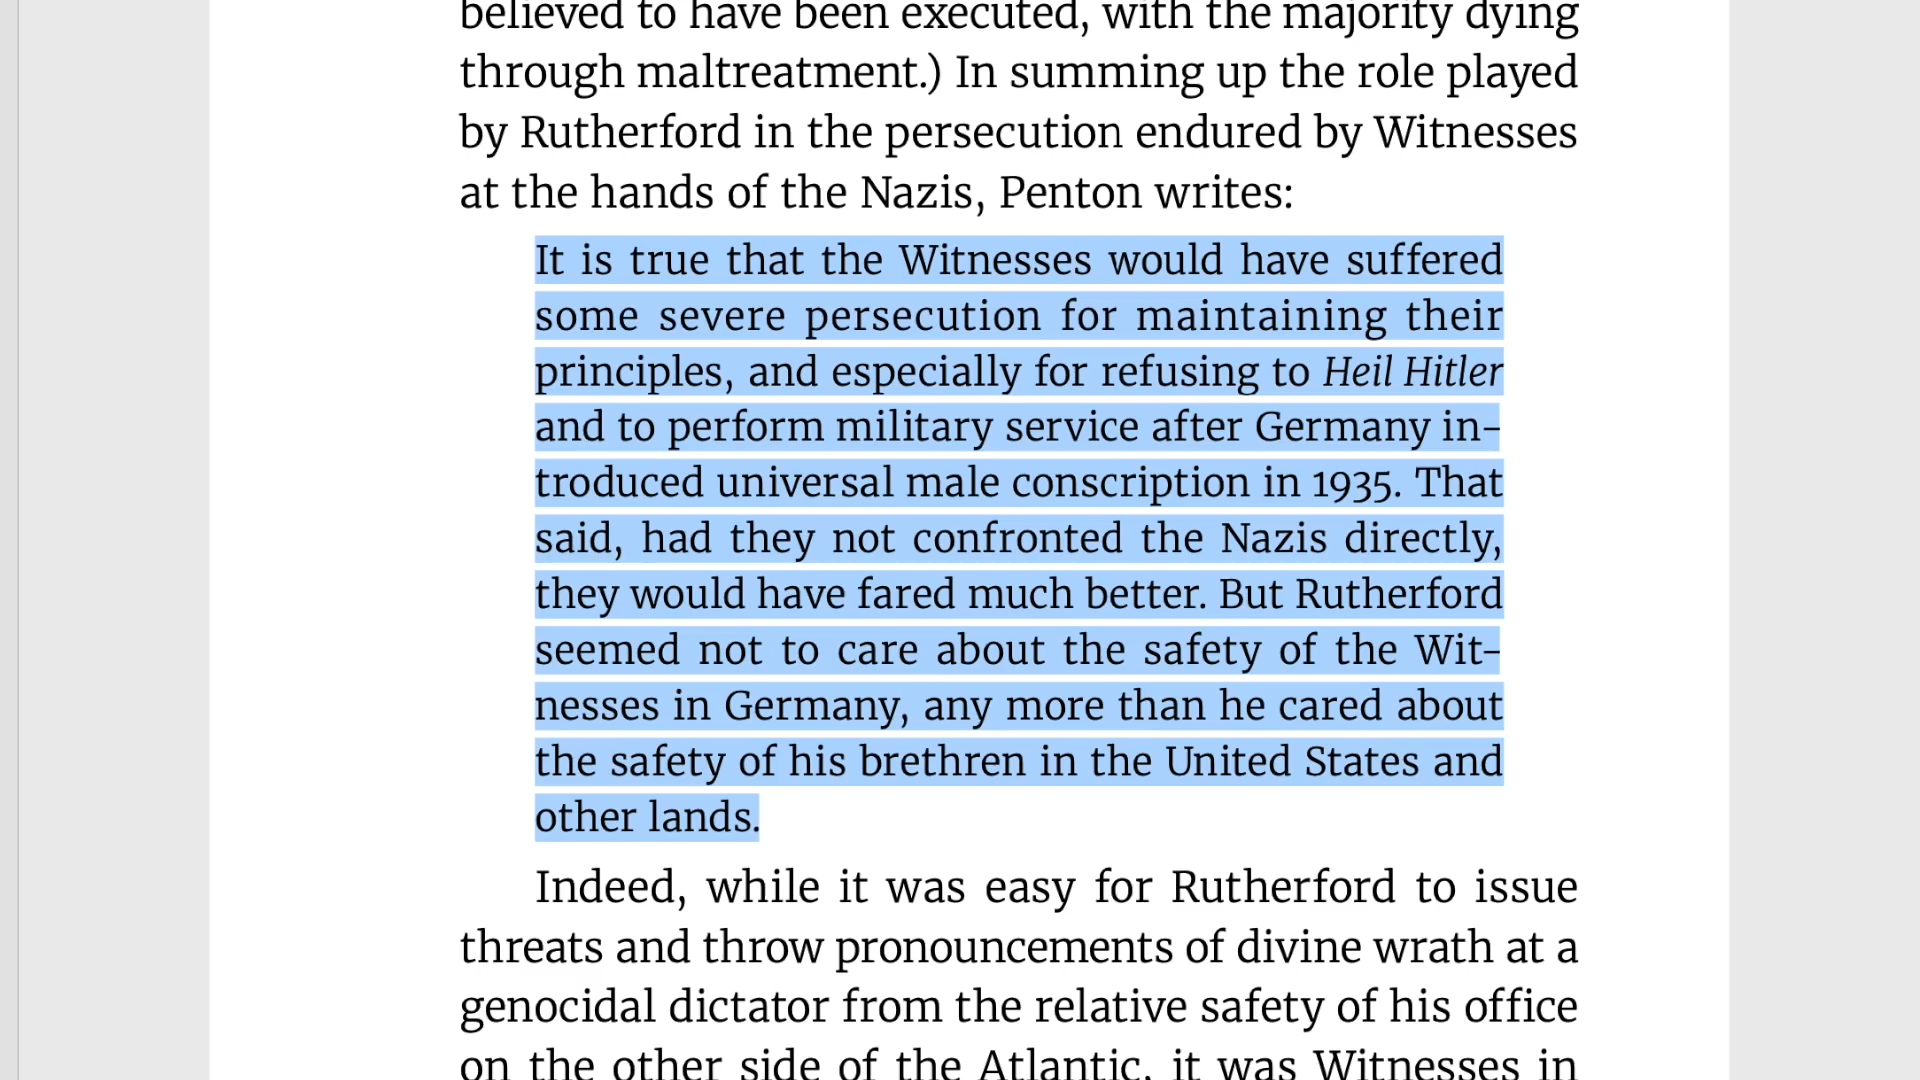 believed to have been executed, with the majority dying
through maltreatment.) In summing up the role played
by Rutherford in the persecution endured by Witnesses
at the hands of the Nazis, Penton writes:
It is true that the Witnesses would have suffered
some severe persecution for maintaining their
principles, and especially for refusing to Heil Hitler
and to perform military service after Germany in-
troduced universal male conscription in 1935. That
said, had they not confronted the Nazis directly,
they would have fared much better. But Rutherford
seemed not to care about the safety of the Wit-
nesses in Germany, any more than he cared about
the safety of his brethren in the United States and
other lands.
Indeed, while it was easy for Rutherford to issue
threats and throw pronouncements of divine wrath at a
genocidal dictator from the relative safety of his office
on the other side of the Atlantic, it was Witnesses in